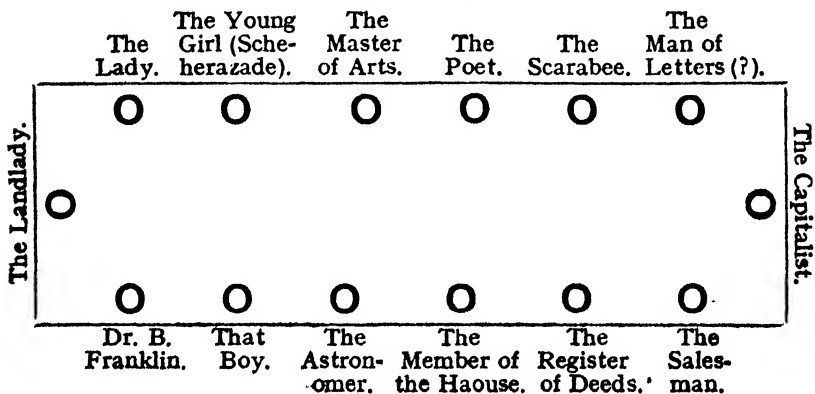 The Young
The
The
The
Girl (Sche-
Master
The
The
Man of
Lady.
herazade).
of Arts.
Poet.
Scarabee.
Letters (?).
O O O O O O
The Landlady.
O
O
The Capitalist.
O O O O O O
Dr. B.
That
The
The
The
The
Franklin.
Boy.
Astron-
Member of
Register
Sales-
omer.
the Haouse.
of Deeds.
man.